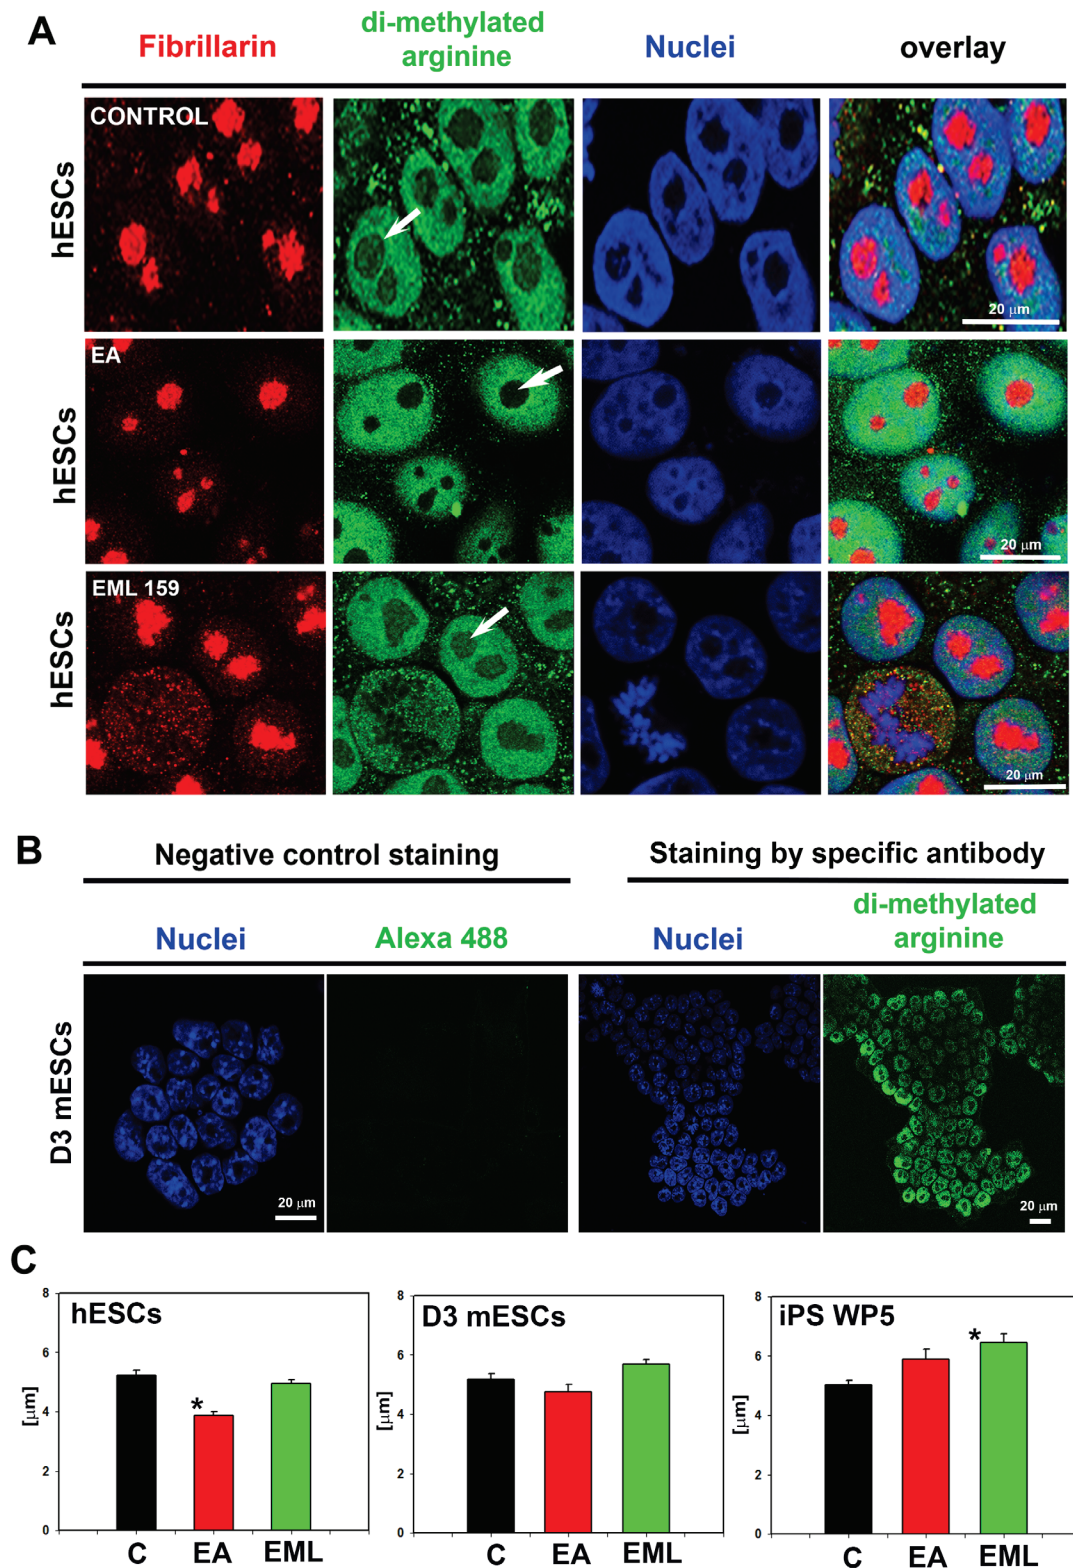 A
Fibrillarin
di-methylated
arginine
Nuclei
overlay
hESCs
CONTROL
20 μm
hESCs
EA
20 μm
hESCs
EML 159
20 μm
B
Negative control staining
Staining by specific antibody
Nuclei
Alexa 488
Nuclei
di-methylated
arginine
D3 mESCs
20 μm
20 μm
C
hESCs
[μm]
8
6
4
2
0
*
C
EA
EML
D3 mESCs
[μm]
8
6
4
2
0
C
EA
EML
iPS WP5
[μm]
8
6
4
2
0
*
C
EA
EML